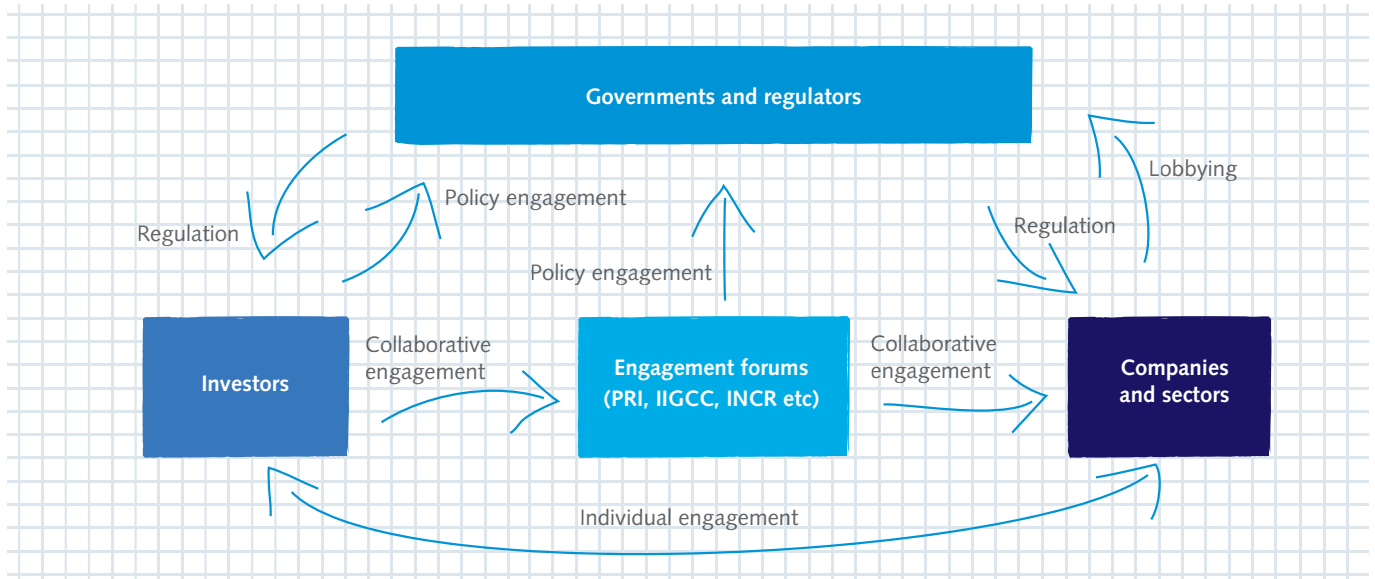 Governments and regulators
Lobbying
Policy engagement
Regulation
Regulation
Policy engagement
Collaborative
engagement
Collaborative
engagement
Investors
Engagement forums
(PRI, IIGCC, INCR etc)
Companies
and sectors
Individual engagement